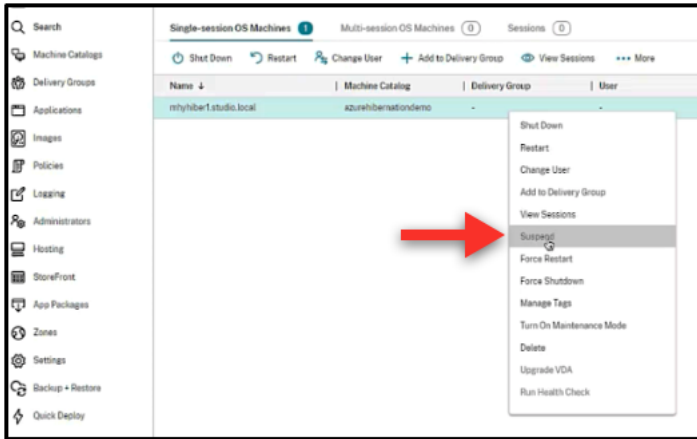 Search
Machine Catalogs
Delivery Groups
Applications
Images
Policies
Logging
Administrators
Hosting
StoreFront
App Packages
Zones
Settings
Backup + Restore
Quick Deploy
Single-session OS Machines 1 Multi-session OS Machines (0) Sessions (0)
Shut Down Restart Change User + Add to Delivery Group View Sessions ••• More
Name ↓ | Machine Catalog | Delivery Group | User
mhyhiber1.studio.local azurehibernationdemo - -
Shut Down
Restart
Change User
Add to Delivery Group
View Sessions
Suspend
Force Restart
Force Shutdown
Manage Tags
Turn On Maintenance Mode
Delete
Upgrade VDA
Run Health Check